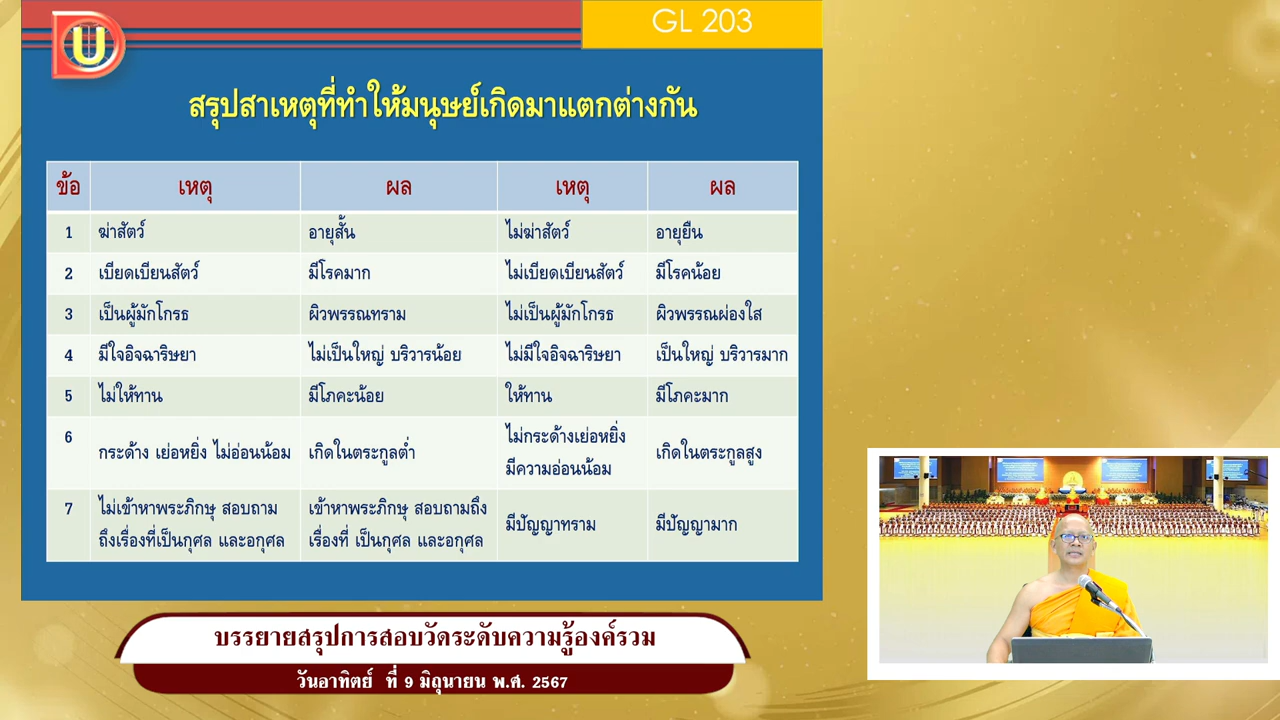 GL 203
U
สรุปสาเหตุที่ทำให้มนุษย์เกิดมาแตกต่างกัน
ข้อ เหตุ ผล เหตุ ผล
1 ฆ่าสัตว์ อายุสั้น ไม่ฆ่าสัตว์ อายุยืน
2 เบียดเบียนสัตว์ มีโรคมาก ไม่เบียดเบียนสัตว์ มีโรคน้อย
3 เป็นผู้มักโกรธ ผิวพรรณทราม ไม่เป็นผู้มักโกรธ ผิวพรรณผ่องใส
4 มีใจอิจฉาริษยา ไม่เป็นใหญ่ บริวารน้อย ไม่มีใจอิจฉาริษยา เป็นใหญ่ บริวารมาก
5 ไม่ให้ทาน มีโภคะน้อย ให้ทาน มีโภคะมาก
6 กระด้าง เย่อหยิ่ง ไม่อ่อนน้อม เกิดในตระกูลต่ำ ไม่กระด้างเย่อหยิ่ง
มีความอ่อนน้อม เกิดในตระกูลสูง
7 ไม่เข้าหาพระภิกษุ สอบถาม
ถึงเรื่องที่เป็นกุศล และอกุศล
เข้าหาพระภิกษุ สอบถามถึง
เรื่องที่ เป็นกุศล และอกุศล
มีปัญญาทราม มีปัญญามาก
บรรยายสรุปการสอบวัดระดับความรู้องค์รวม
วันอาทิตย์ ที่ 9 มิถุนายน พ.ศ. 2567